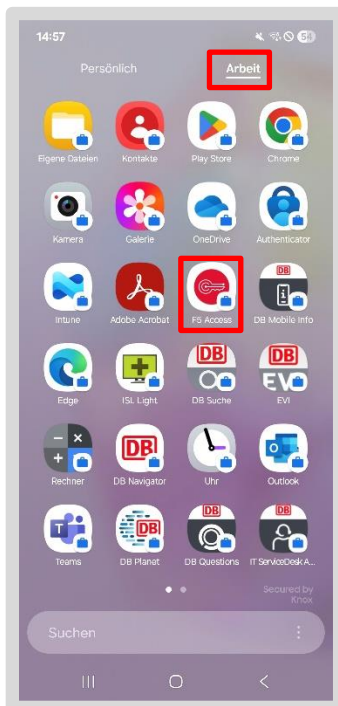 14:57
54
Persönlich Arbeit
Eigene Dateien Kontakte Play Store Chrome
Kamera Galerie OneDrive Authenticator
DB
Intune Adobe Acrobat F5 Access DB Mobile Info
DB DB
EVI
Edge ISL Light DB Suche EVI
DB
Rechner DB Navigator Uhr Outlook
DB DB DB
Teams DB Planet DB Questions IT ServiceDesk A...
Secured by
Knox
Suchen